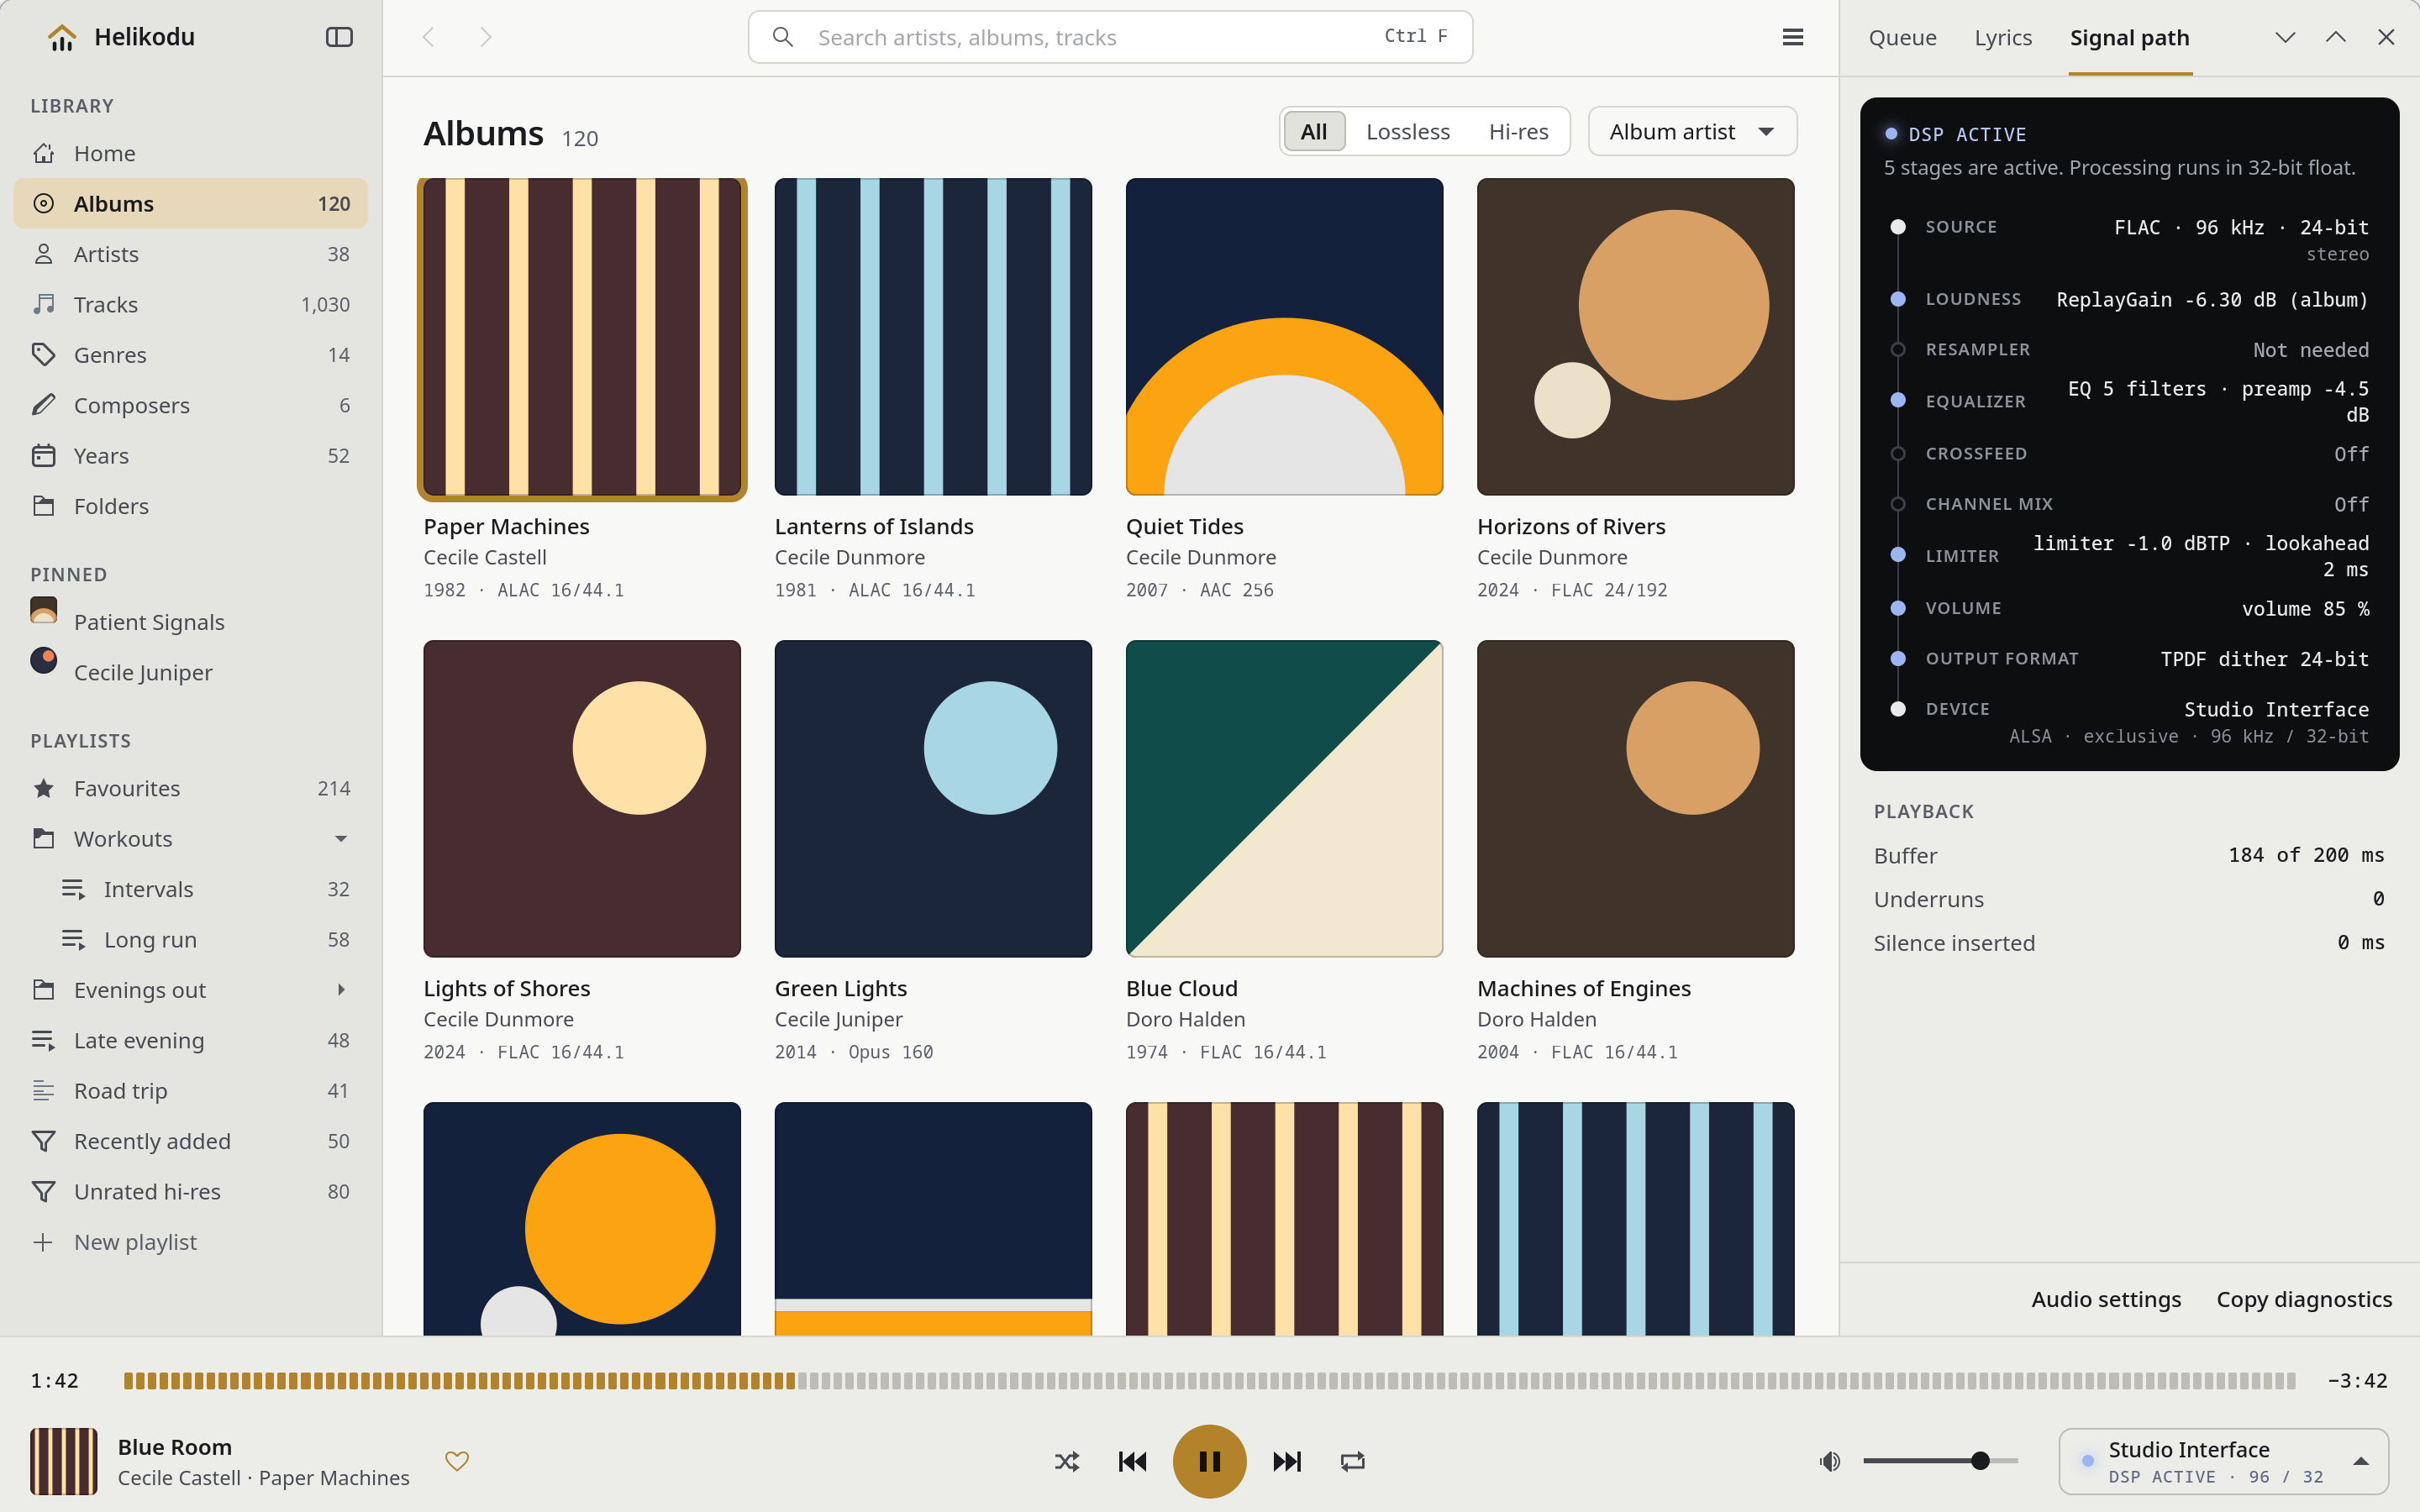 Helikodu
LIBRARY
Home
Albums 120
Artists 38
Tracks 1,030
Genres 14
Composers 6
Years 52
Folders
PINNED
Patient Signals
Cecile Juniper
PLAYLISTS
Favourites 214
Workouts
Intervals 32
Long run 58
Evenings out
Late evening 48
Road trip 41
Recently added 50
Unrated hi-res 80
New playlist
Search artists, albums, tracks Ctrl F
Albums 120
All Lossless Hi-res Album artist
Paper Machines
Cecile Castell
1982 · ALAC 16/44.1
Lanterns of Islands
Cecile Dunmore
1981 · ALAC 16/44.1
Quiet Tides
Cecile Dunmore
2007 · AAC 256
Horizons of Rivers
Cecile Dunmore
2024 · FLAC 24/192
Lights of Shores
Cecile Dunmore
2024 · FLAC 16/44.1
Green Lights
Cecile Juniper
2014 · Opus 160
Blue Cloud
Doro Halden
1974 · FLAC 16/44.1
Machines of Engines
Doro Halden
2004 · FLAC 16/44.1
Queue Lyrics Signal path
DSP ACTIVE
5 stages are active. Processing runs in 32-bit float.
SOURCE FLAC · 96 kHz · 24-bit
stereo
LOUDNESS ReplayGain -6.30 dB (album)
RESAMPLER Not needed
EQUALIZER EQ 5 filters · preamp -4.5
dB
CROSSFEED Off
CHANNEL MIX Off
LIMITER limiter -1.0 dBTP · lookahead
2 ms
VOLUME volume 85 %
OUTPUT FORMAT TPDF dither 24-bit
DEVICE Studio Interface
ALSA · exclusive · 96 kHz / 32-bit
PLAYBACK
Buffer 184 of 200 ms
Underruns 0
Silence inserted 0 ms
Audio settings Copy diagnostics
1:42 −3:42
Blue Room
Cecile Castell · Paper Machines
Studio Interface
DSP ACTIVE · 96 / 32